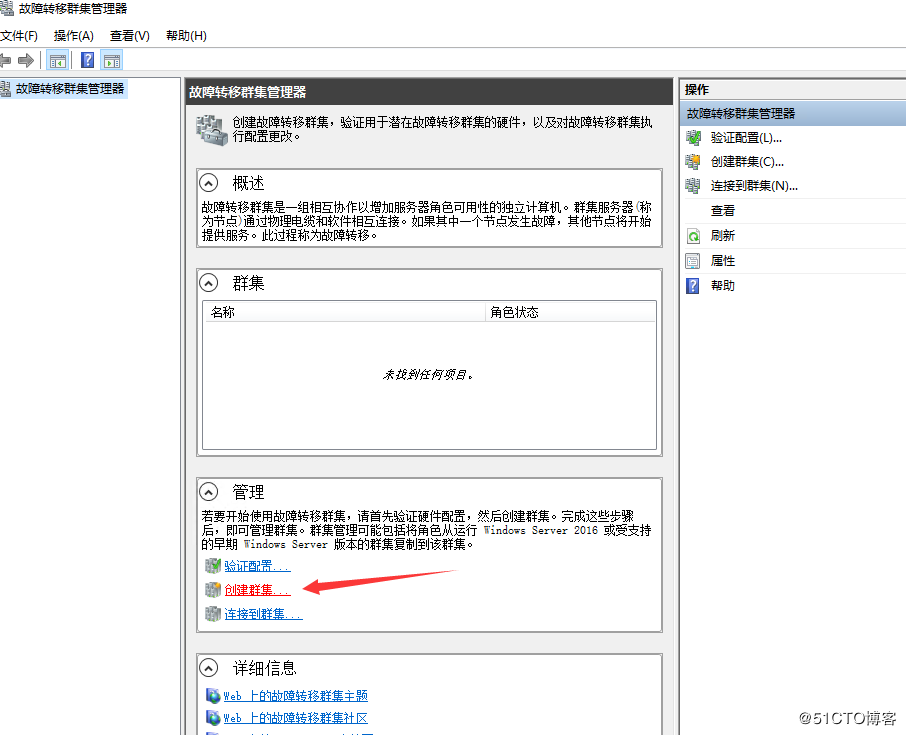 故障转移群集管理器
文件(F) 操作(A) 查看(V) 帮助(H)
故障转移群集管理器
故障转移群集管理器
创建故障转移群集，验证用于潜在故障转移群集的硬件，以及对故障转移群集执
行配置更改。
概述
故障转移群集是一组相互协作以增加服务器角色可用性的独立计算机。群集服务器(称
为节点)通过物理电缆和软件相互连接。如果其中一个节点发生故障，其他节点将开始
提供服务。此过程称为故障转移。
群集
名称 角色状态
未找到任何项目。
管理
若要开始使用故障转移群集，请首先验证硬件配置，然后创建群集。完成这些步骤
后，即可管理群集。群集管理可能包括将角色从运行 Windows Server 2016 或受支持
的早期 Windows Server 版本的群集复制到该群集。
验证配置...
创建群集...
连接到群集...
详细信息
Web 上的故障转移群集主题
Web 上的故障转移群集社区
操作
故障转移群集管理器
验证配置(L)...
创建群集(C)...
连接到群集(N)...
查看
刷新
属性
帮助
@51CTO博客